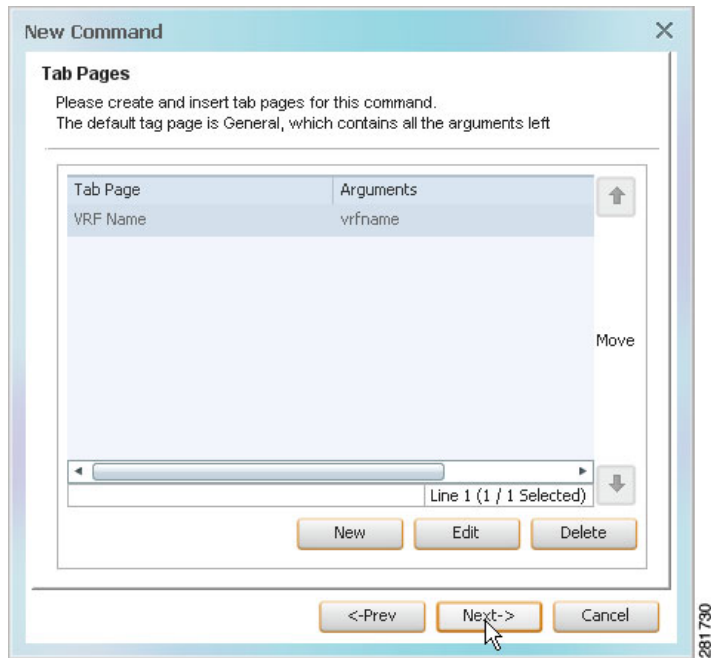 New Command
Tab Pages
Please create and insert tab pages for this command.
The default tag page is General, which contains all the arguments left
Tab Page Arguments
VRF Name vrfname
Move
Line 1 (1 / 1 Selected)
New Edit Delete
<-Prev Next-> Cancel
281730